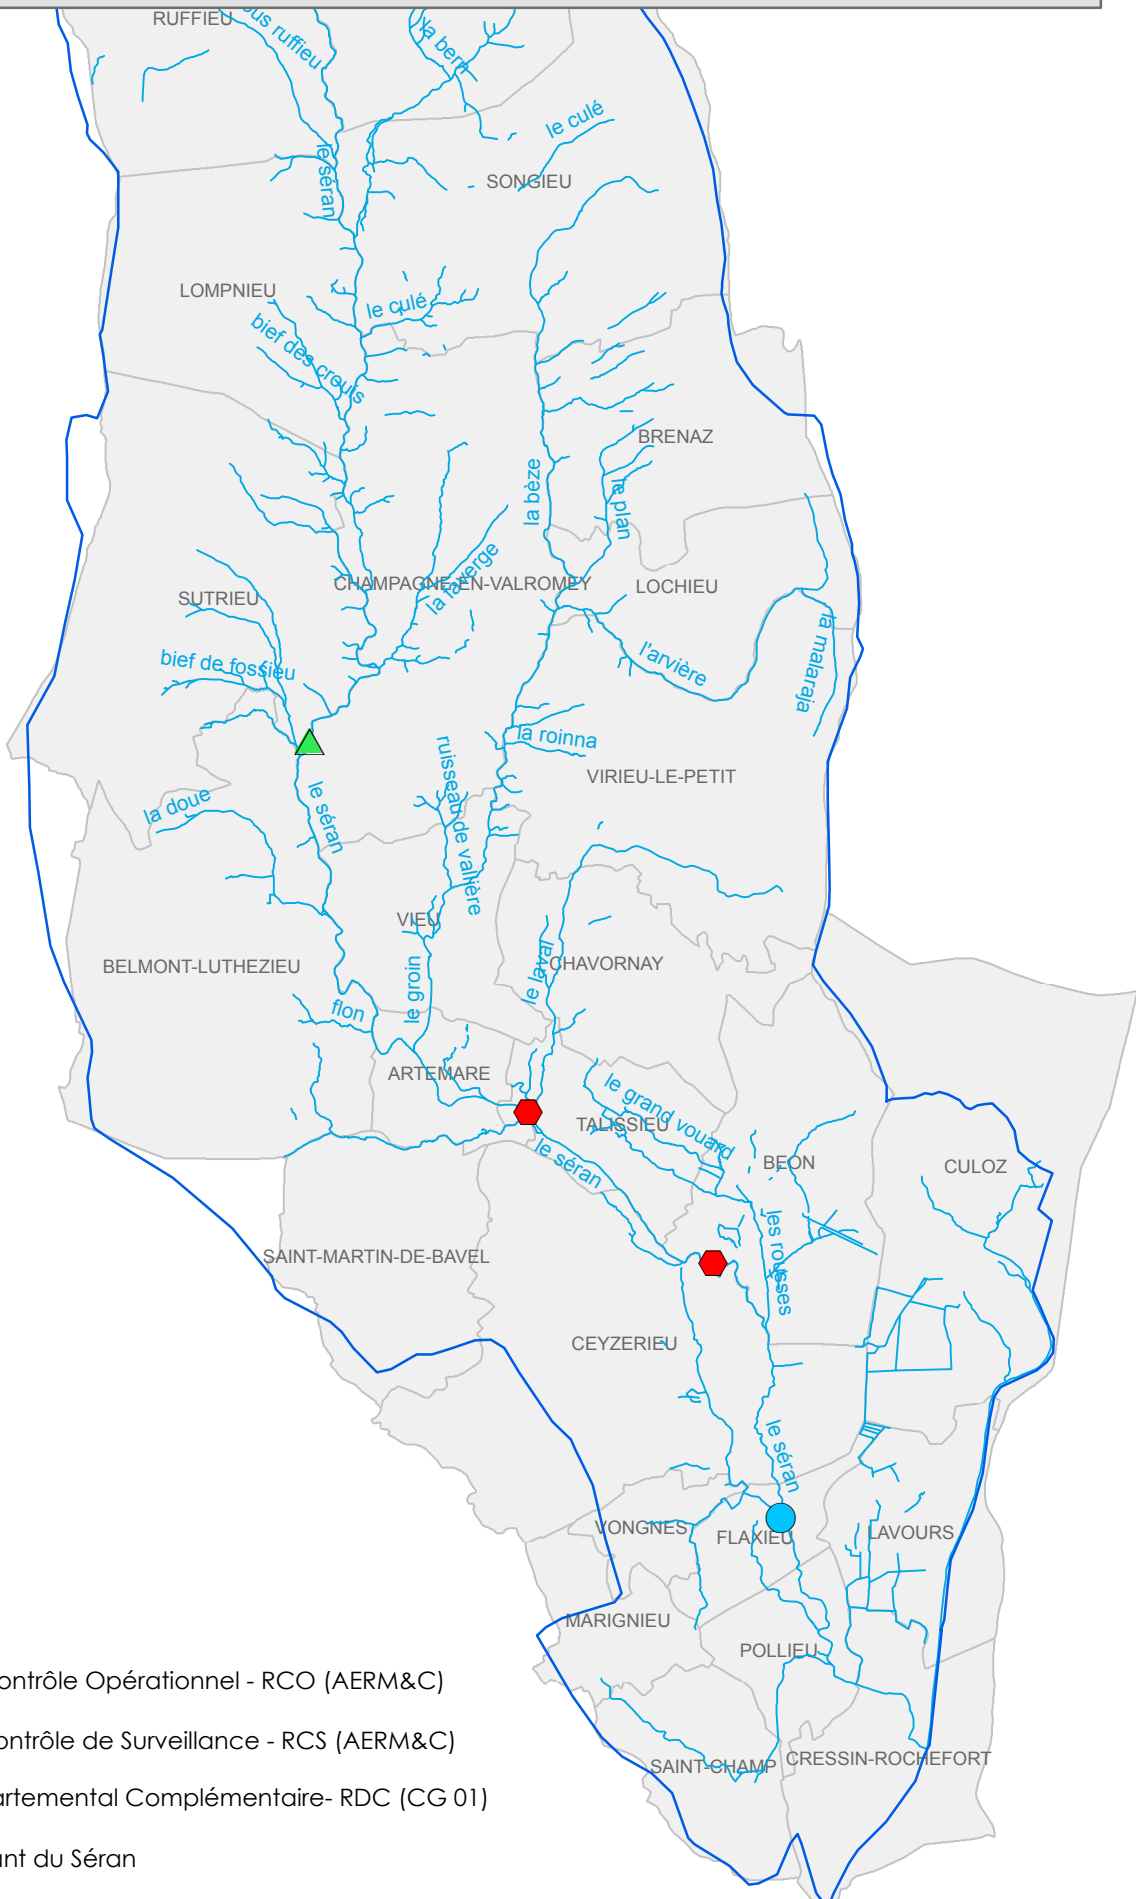 RUFFIEU
ous ruffieu
la bern
le culé
le séran
SONGIEU
LOMPNIEU
le culé
bief des crouis
BRENAZ
la bèze
le plan
CHAMPAGNE-EN-VALROMEY
la faverge
LOCHIEU
SUTRIEU
l'arvière
la malaraja
bief de fossieu
la roinna
ruisseau de vallière
VIRIEU-LE-PETIT
le séran
la doue
VIEU
le laval
CHAVORNAY
BELMONT-LUTHEZIEU
le groin
flon
ARTEMARE
le grand vouard
TALISSIEU
le séran
BEON
CULOZ
les rousses
SAINT-MARTIN-DE-BAVEL
CEYZERIEU
le séran
VONGNES
FLAXIEU
LAVOURS
MARIGNIEU
POLLIEU
SAINT-CHAMP
CRESSIN-ROCHEFORT
ontrôle Opérationnel - RCO (AERM&C)
ontrôle de Surveillance - RCS (AERM&C)
artemental Complémentaire- RDC (CG 01)
ant du Séran